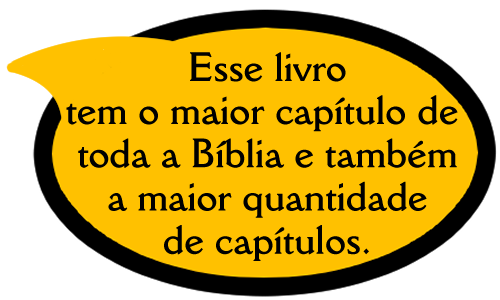 Esse livro
tem o maior capítulo de
toda a Bíblia e também
a maior quantidade
de capítulos.